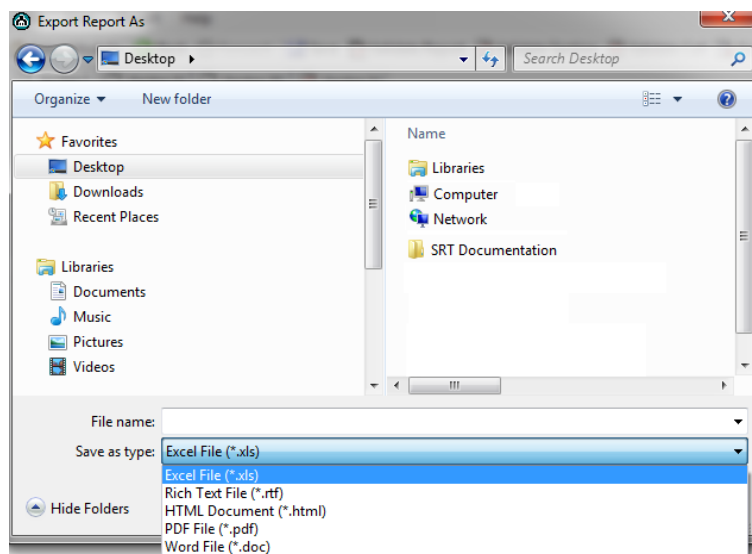 Export Report As
Desktop
Search Desktop
Organize
New folder
Favorites
Desktop
Downloads
Recent Places
Libraries
Documents
Music
Pictures
Videos
Name
Libraries
Computer
Network
SRT Documentation
File name:
Save as type: Excel File (*.xls)
Excel File (*.xls)
Rich Text File (*.rtf)
HTML Document (*.html)
PDF File (*.pdf)
Word File (*.doc)
Hide Folders